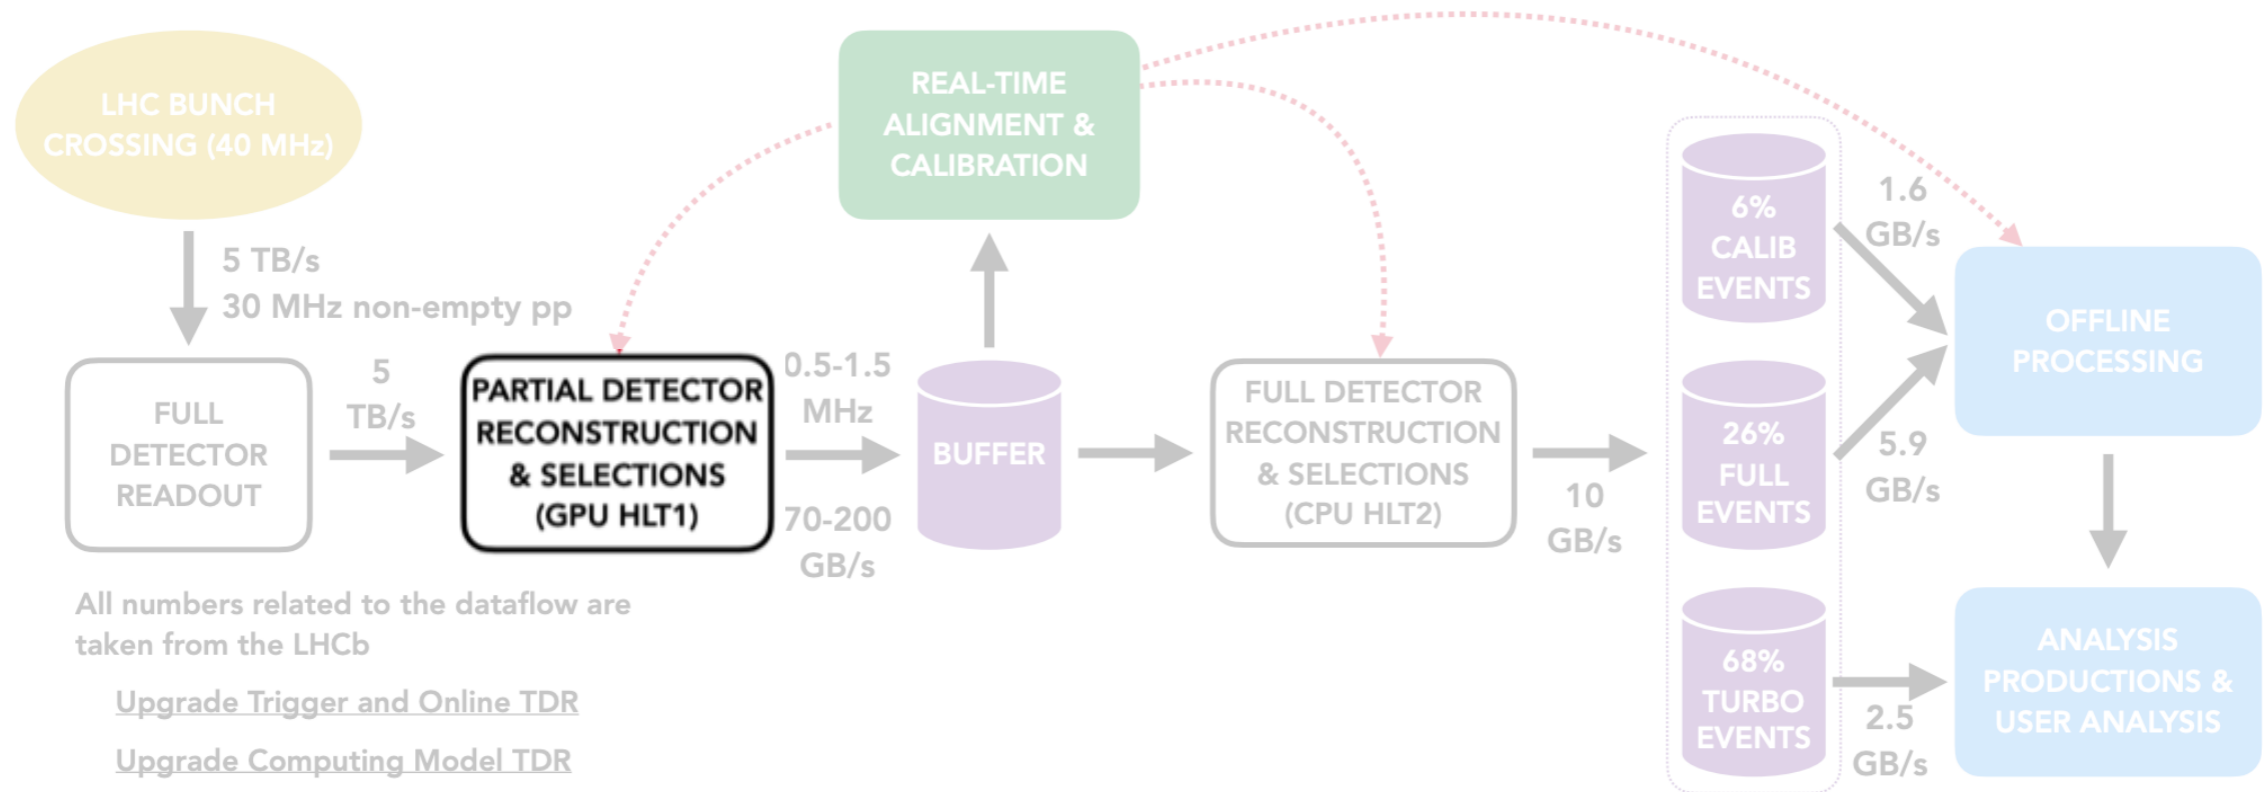 LHC BUNCH
CROSSING (40 MHz)
5 TB/s
30 MHz non-empty pp
FULL
DETECTOR
READOUT
5
TB/s
PARTIAL DETECTOR
RECONSTRUCTION
& SELECTIONS
(GPU HLT1)
0.5-1.5
MHz
70-200
GB/s
REAL-TIME
ALIGNMENT &
CALIBRATION
BUFFER
FULL DETECTOR
RECONSTRUCTION
& SELECTIONS
(CPU HLT2)
10
GB/s
6%
CALIB
EVENTS
1.6
GB/s
26%
FULL
EVENTS
5.9
GB/s
68%
TURBO
EVENTS
2.5
GB/s
OFFLINE
PROCESSING
ANALYSIS
PRODUCTIONS &
USER ANALYSIS
All numbers related to the dataflow are
taken from the LHCb
Upgrade Trigger and Online TDR
Upgrade Computing Model TDR